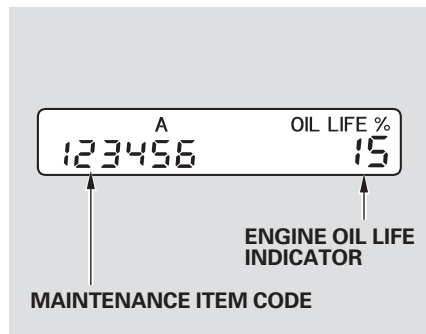 A OIL LIFE %
123456 15
ENGINE OIL LIFE
INDICATOR
MAINTENANCE ITEM CODE